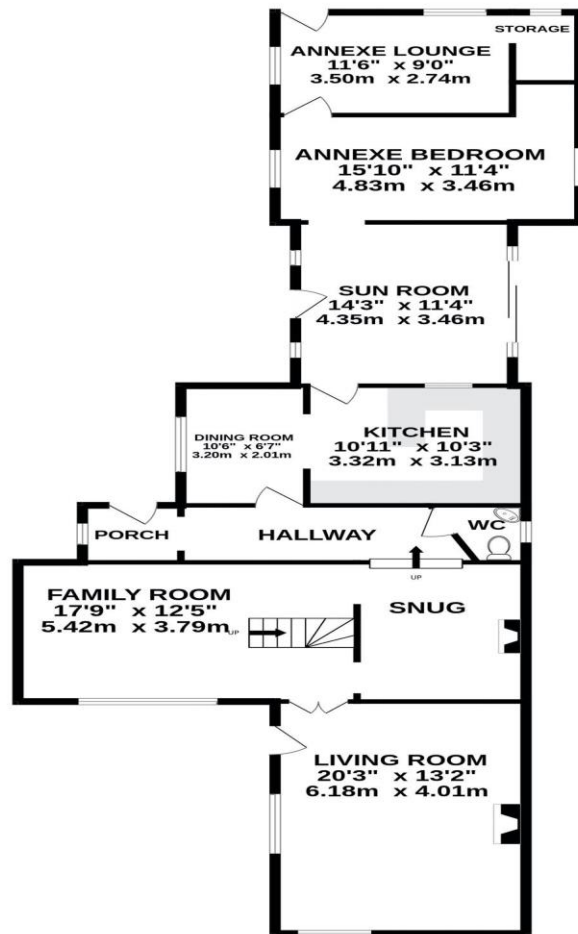 STORAGE
ANNEXE LOUNGE
11'6" x 9'0"
3.50m x 2.74m
ANNEXE BEDROOM
15'10" x 11'4"
4.83m x 3.46m
SUN ROOM
14'3" x 11'4"
4.35m x 3.46m
DINING ROOM
10'6" x 6'7"
3.20m x 2.01m
KITCHEN
10'11" x 10'3"
3.32m x 3.13m
PORCH
HALLWAY
WC
UP
FAMILY ROOM
17'9" x 12'5"
5.42m x 3.79m
UP
SNUG
LIVING ROOM
20'3" x 13'2"
6.18m x 4.01m